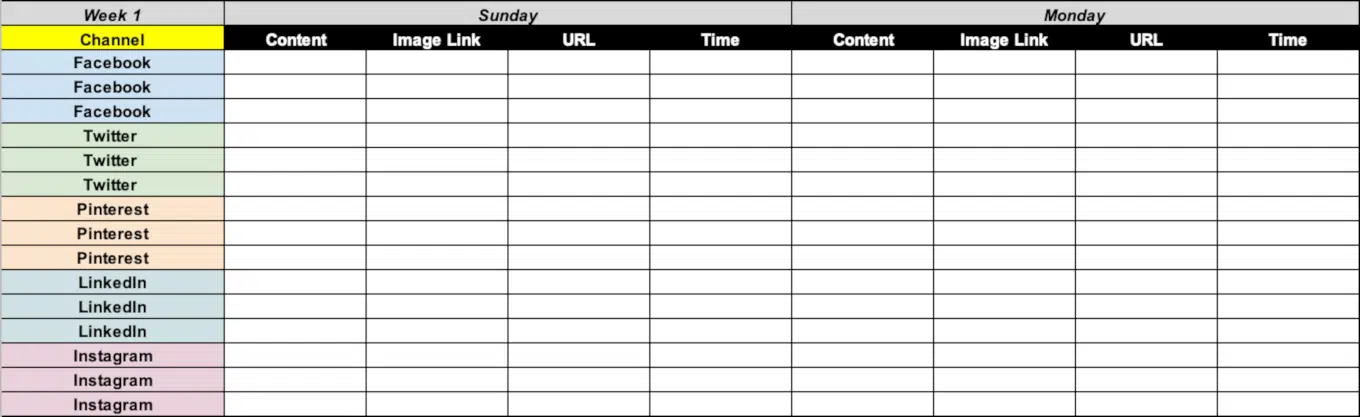 Week 1 Sunday Monday
Channel Content Image Link URL Time Content Image Link URL Time
Facebook
Facebook
Facebook
Twitter
Twitter
Twitter
Pinterest
Pinterest
Pinterest
LinkedIn
LinkedIn
LinkedIn
Instagram
Instagram
Instagram